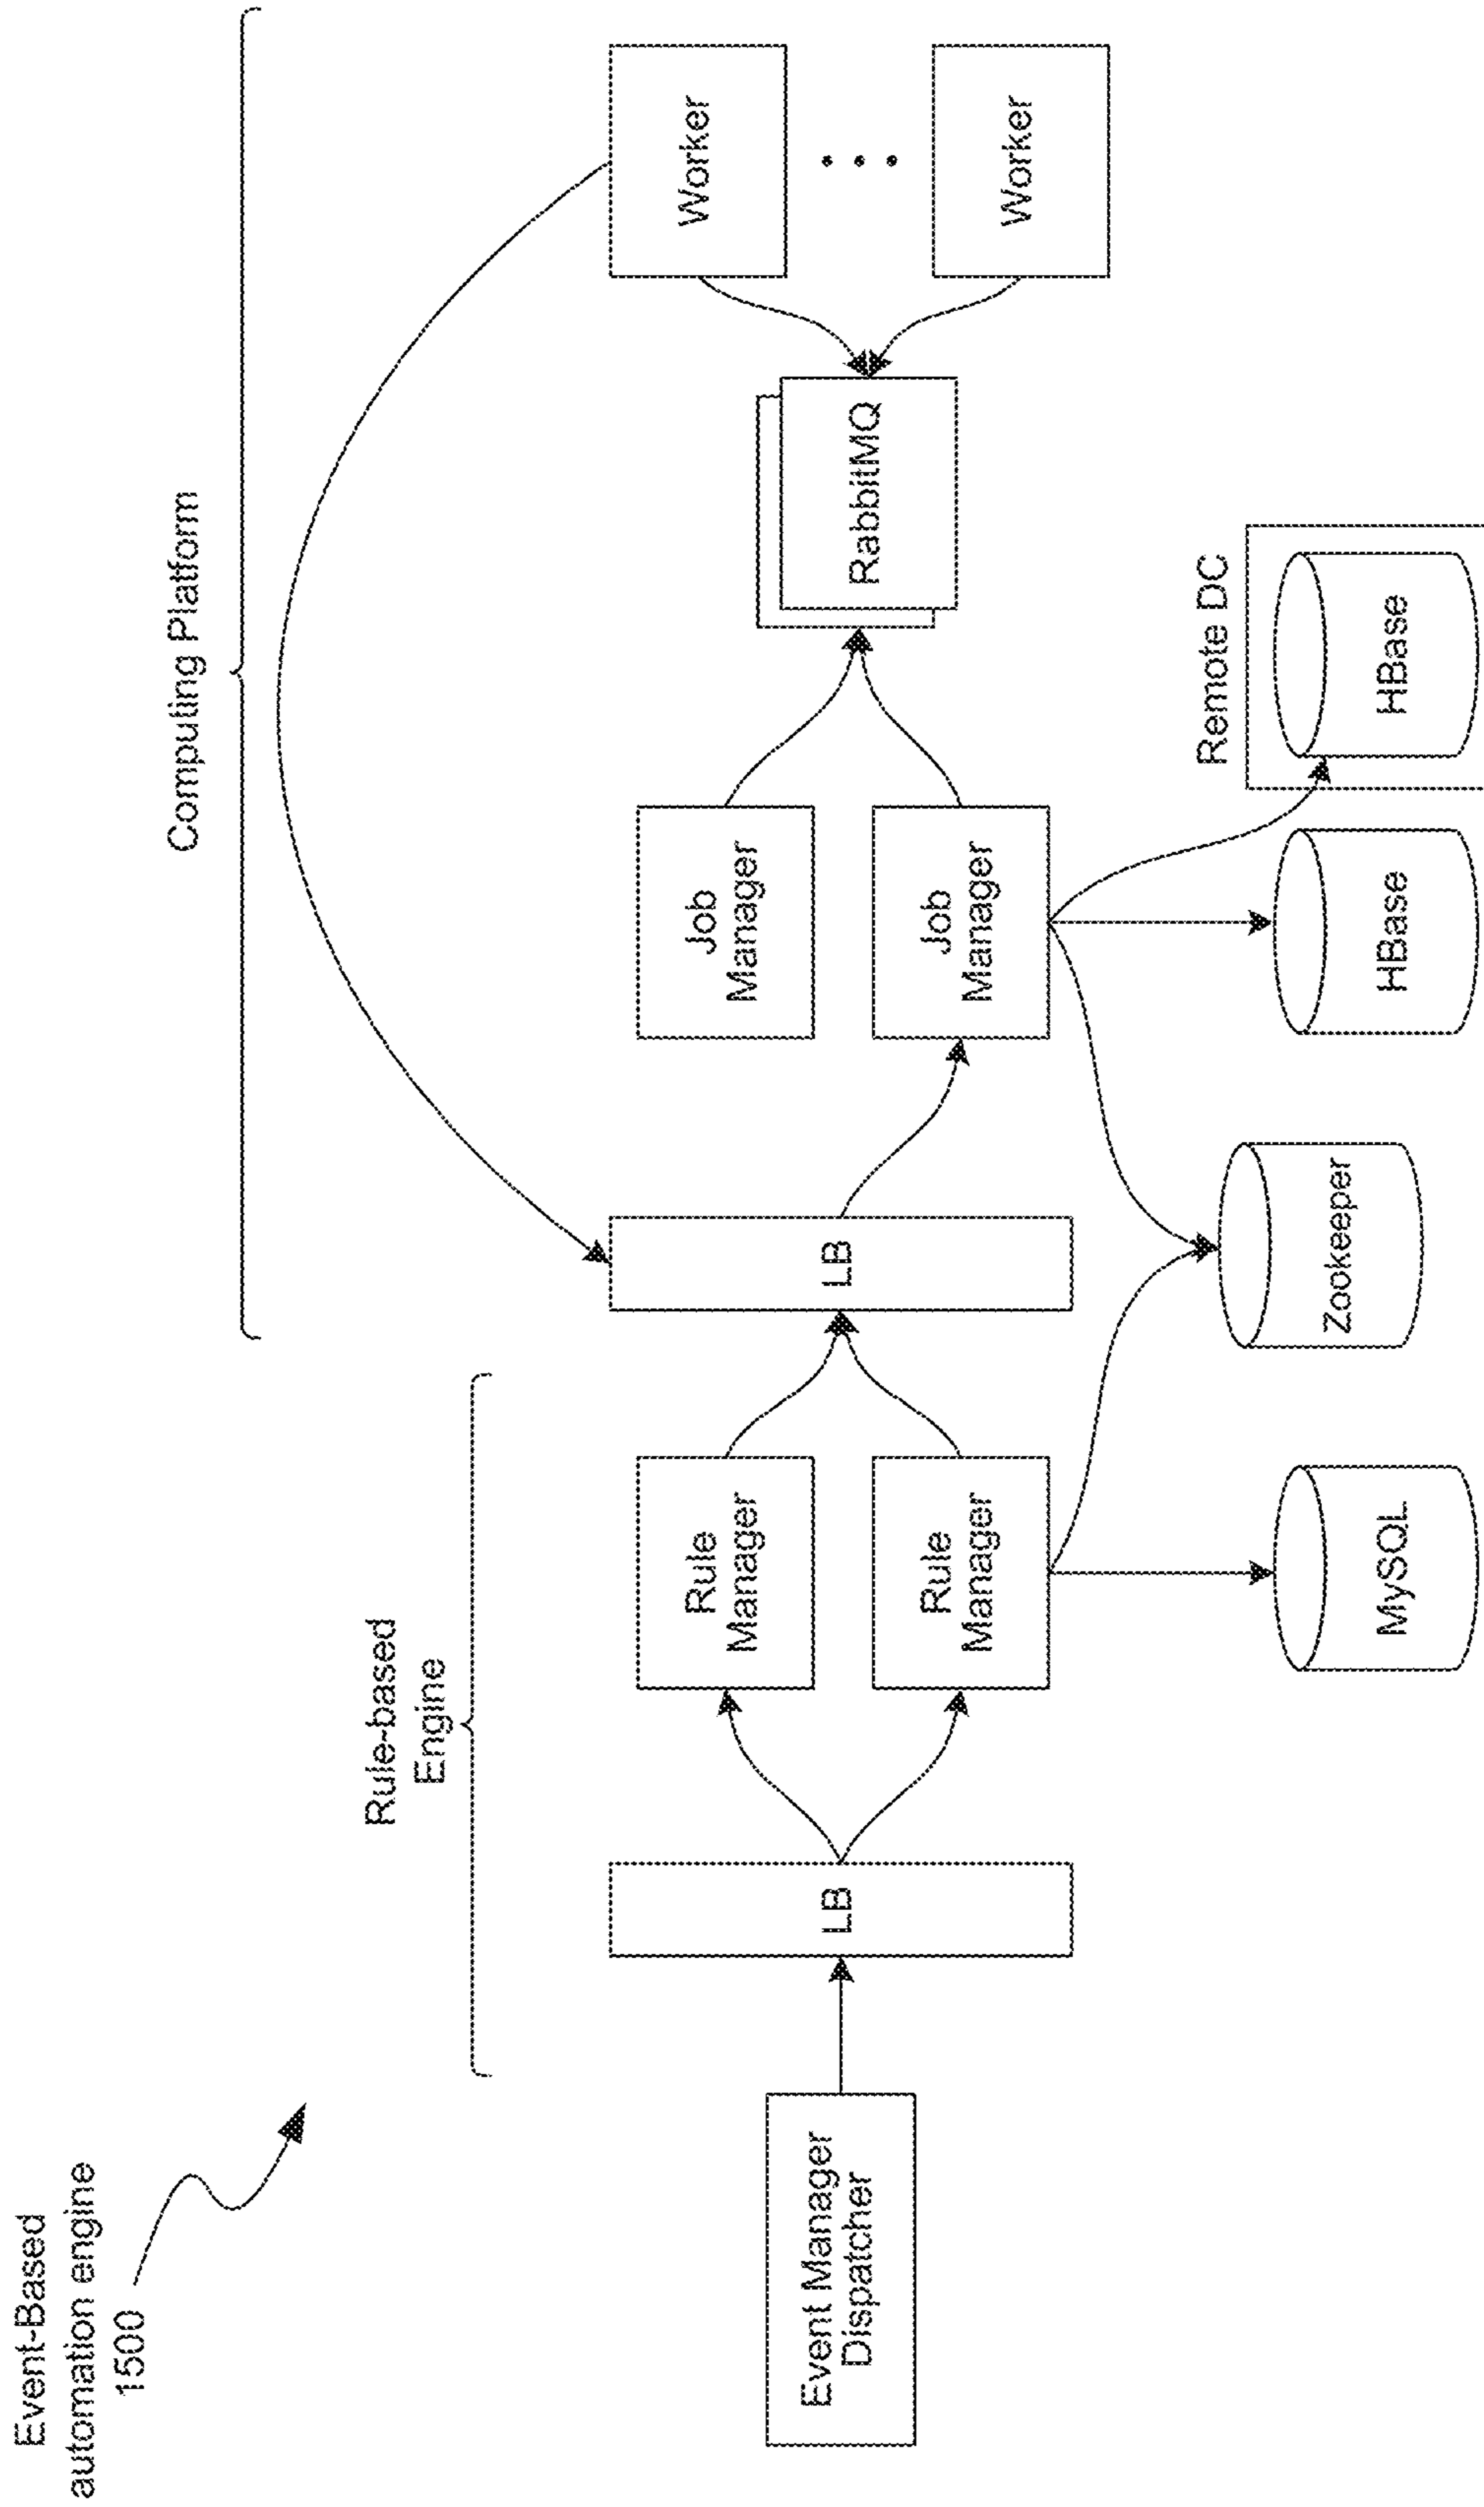 Event-Based
automation engine
1500
Rule-based
Engine
Computing Platform
Event Manager
Dispatcher
LB
Rule
Manager
Rule
Manager
LB
Job
Manager
Job
Manager
RabbitMQ
Worker
Worker
MySQL
Zookeeper
HBase
Remote DC
HBase